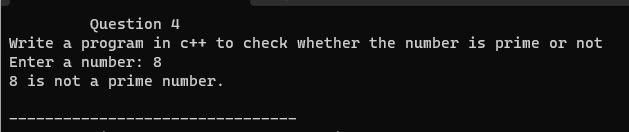 Question 4
Write a program in c++ to check whether the number is prime or not
Enter a number: 8
8 is not a prime number.
--------------------------------